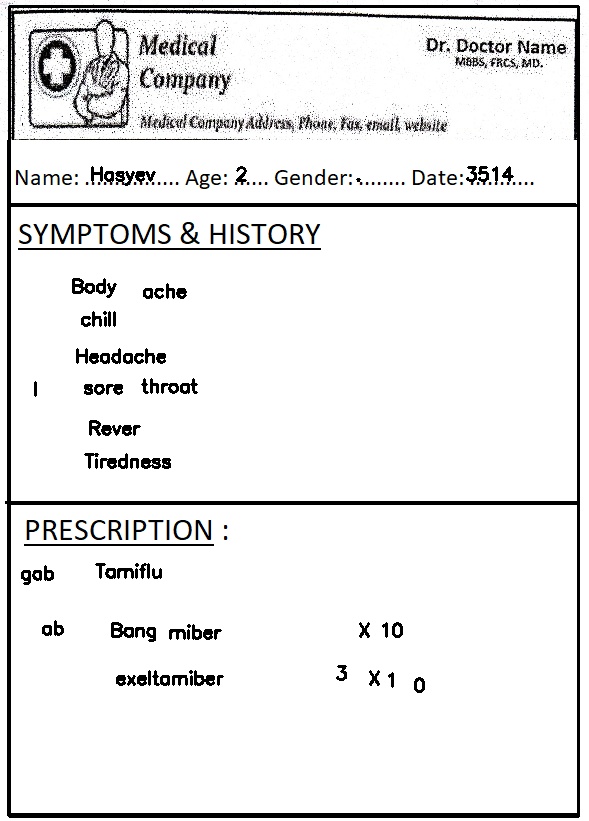 Medical
Company
Dr. Doctor Name
MBBS, FRCS, MD.
Medical Company Address, Phone, Fax, email, website
Name: ..Hosyev.... Age: 2..... Gender:......... Date:3514....
SYMPTOMS & HISTORY
Body ache
chill
Headache
l sore throat
Rever
Tiredness
PRESCRIPTION :
gab Tamiflu
ab Bang miber X 10
exeltamiber 3 X 1 0